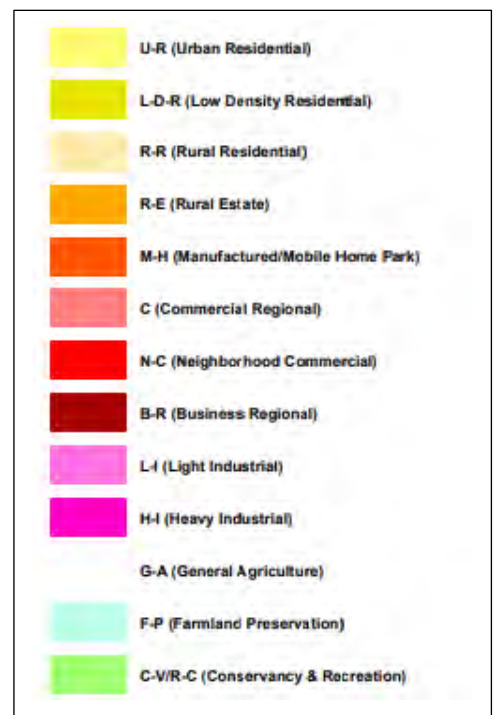 U-R (Urban Residential)
L-D-R (Low Density Residential)
R-R (Rural Residential)
R-E (Rural Estate)
M-H (Manufactured/Mobile Home Park)
C (Commercial Regional)
N-C (Neighborhood Commercial)
B-R (Business Regional)
L-I (Light Industrial)
H-I (Heavy Industrial)
G-A (General Agriculture)
F-P (Farmland Preservation)
C-V/R-C (Conservancy & Recreation)